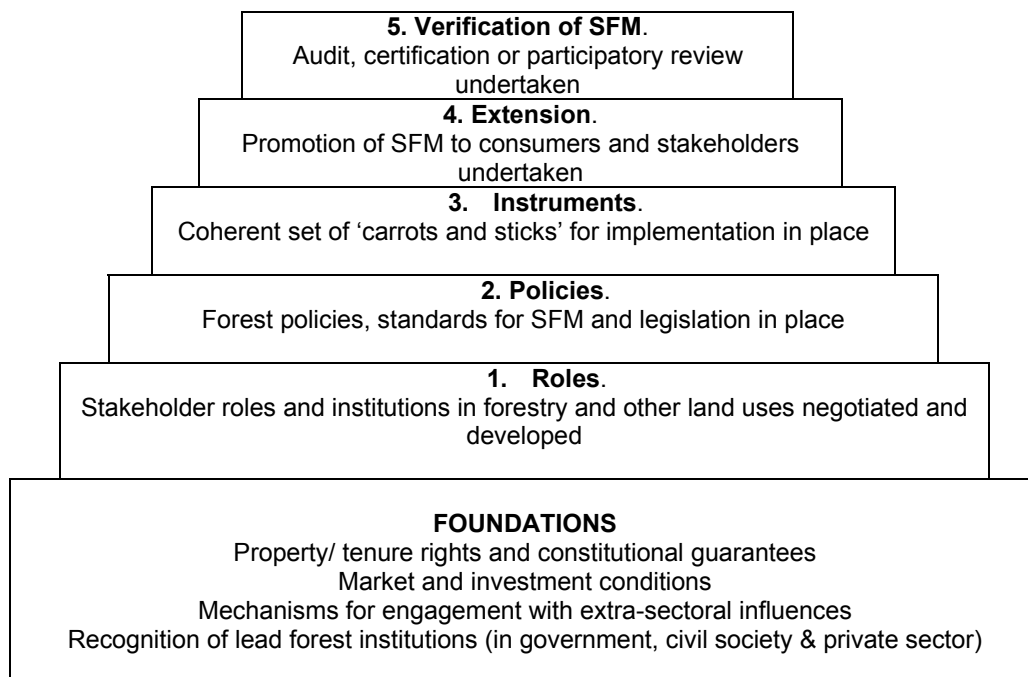 5. Verification of SFM.
Audit, certification or participatory review
undertaken
4. Extension.
Promotion of SFM to consumers and stakeholders
undertaken
3. Instruments.
Coherent set of ‘carrots and sticks’ for implementation in place
2. Policies.
Forest policies, standards for SFM and legislation in place
1. Roles.
Stakeholder roles and institutions in forestry and other land uses negotiated and
developed
FOUNDATIONS
Property/ tenure rights and constitutional guarantees
Market and investment conditions
Mechanisms for engagement with extra-sectoral influences
Recognition of lead forest institutions (in government, civil society & private sector)